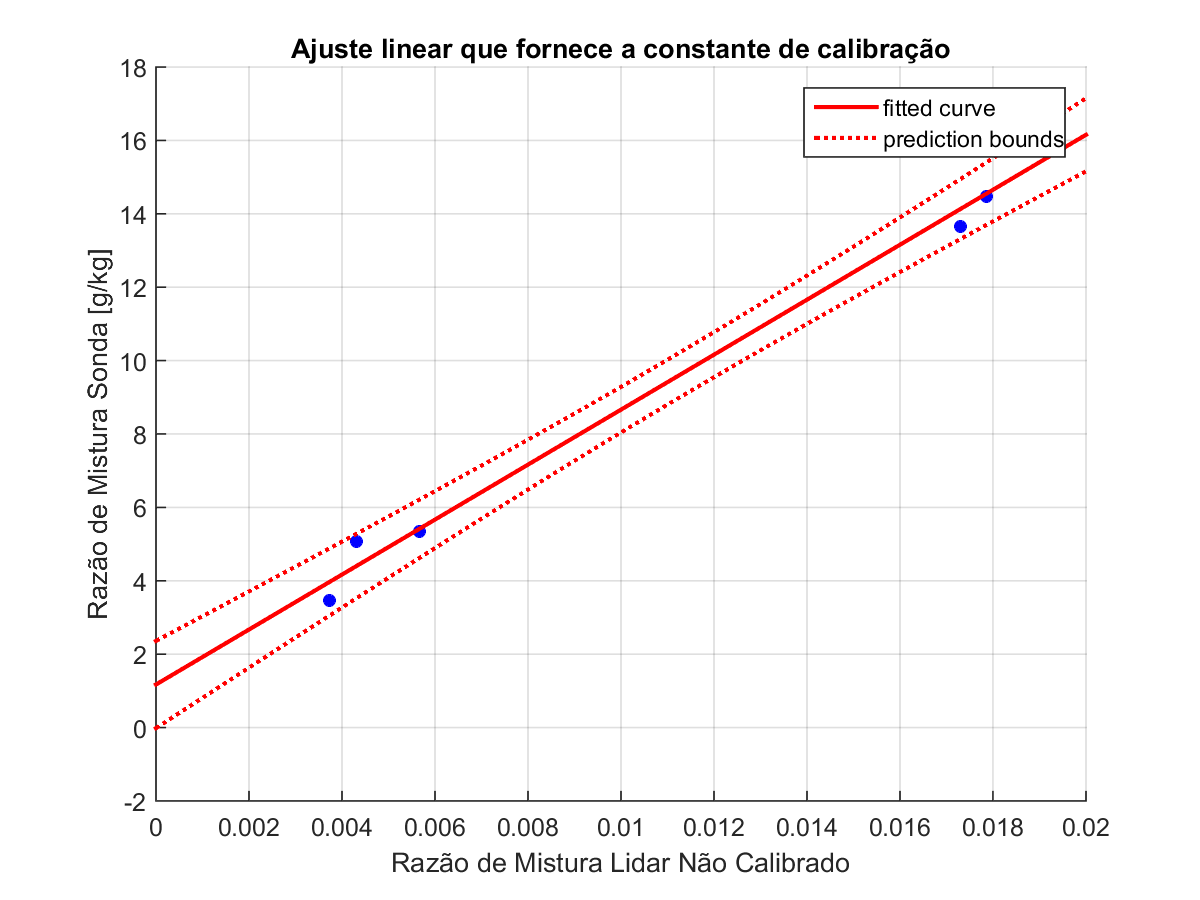 Ajuste linear que fornece a constante de calibração
fitted curve
prediction bounds
18
16
14
12
10
8
6
4
2
0
-2
Razão de Mistura Sonda [g/kg]
0 0.002 0.004 0.006 0.008 0.01 0.012 0.014 0.016 0.018 0.02
Razão de Mistura Lidar Não Calibrado